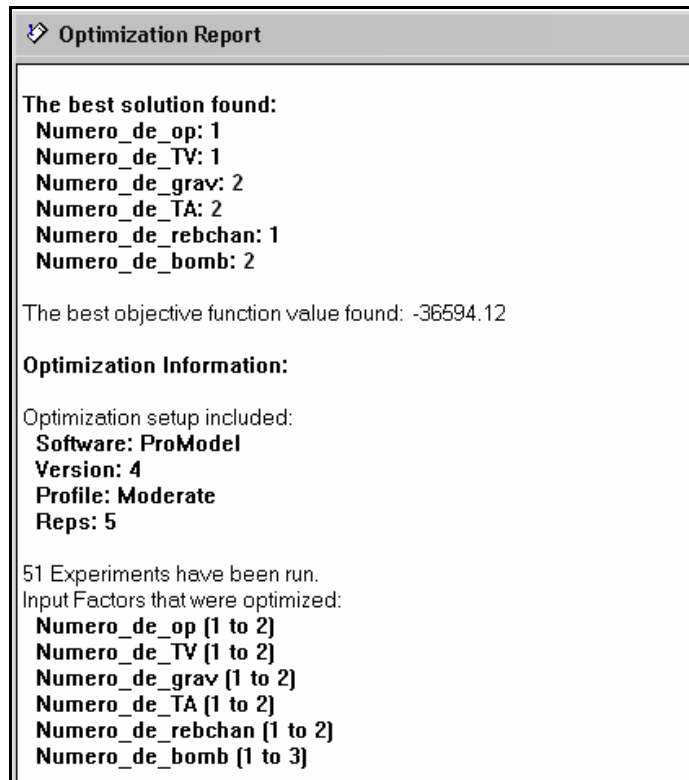 Optimization Report
The best solution found:
Numero_de_op: 1
Numero_de_TV: 1
Numero_de_grav: 2
Numero_de_TA: 2
Numero_de_rebchan: 1
Numero_de_bomb: 2
The best objective function value found: -36594.12
Optimization Information:
Optimization setup included:
Software: ProModel
Version: 4
Profile: Moderate
Reps: 5
51 Experiments have been run.
Input Factors that were optimized:
Numero_de_op (1 to 2)
Numero_de_TV (1 to 2)
Numero_de_grav (1 to 2)
Numero_de_TA (1 to 2)
Numero_de_rebchan (1 to 2)
Numero_de_bomb (1 to 3)